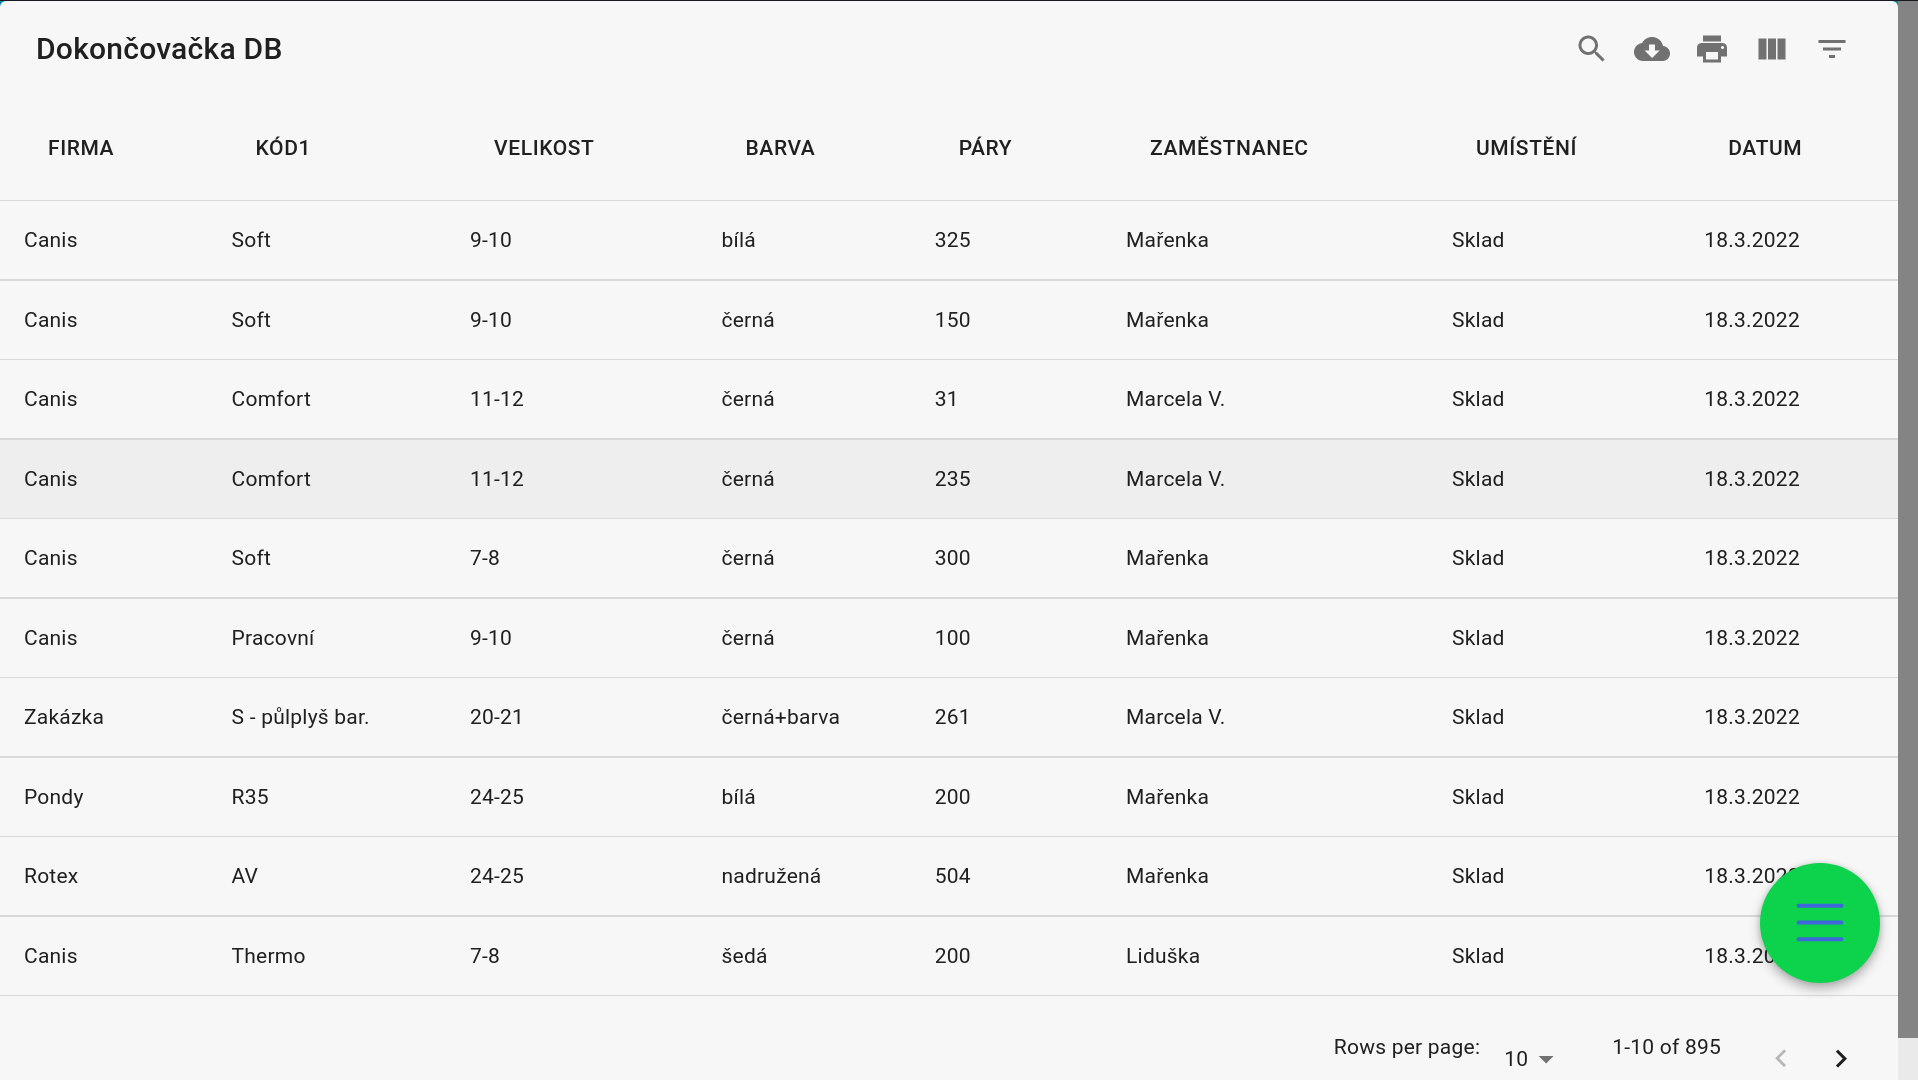 Dokončovačka DB
FIRMA KÓD1 VELIKOST BARVA PÁRY ZAMĚSTNANEC UMÍSTĚNÍ DATUM
Canis Soft 9-10 bílá 325 Mařenka Sklad 18.3.2022
Canis Soft 9-10 černá 150 Mařenka Sklad 18.3.2022
Canis Comfort 11-12 černá 31 Marcela V. Sklad 18.3.2022
Canis Comfort 11-12 černá 235 Marcela V. Sklad 18.3.2022
Canis Soft 7-8 černá 300 Mařenka Sklad 18.3.2022
Canis Pracovní 9-10 černá 100 Mařenka Sklad 18.3.2022
Zakázka S - půlplyš bar. 20-21 černá+barva 261 Marcela V. Sklad 18.3.2022
Pondy R35 24-25 bílá 200 Mařenka Sklad 18.3.2022
Rotex AV 24-25 nadružená 504 Mařenka Sklad 18.3.2022
Canis Thermo 7-8 šedá 200 Liduška Sklad
Rows per page: 10 1-10 of 895